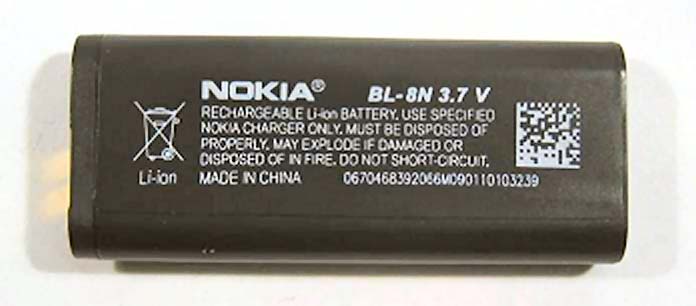 NOKIA® BL-8N 3.7 V
RECHARGEABLE Li-ion BATTERY. USE SPECIFIED
NOKIA CHARGER ONLY. MUST BE DISPOSED OF
PROPERLY. MAY EXPLODE IF DAMAGED OR
DISPOSED OF IN FIRE. DO NOT SHORT-CIRCUIT.
Li-ion MADE IN CHINA 0670468392066M090110103239